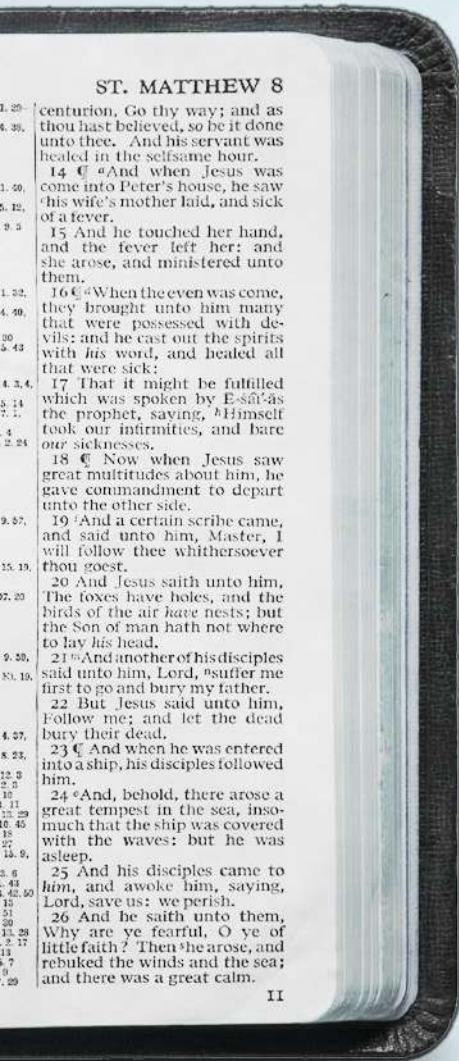 ST. MATTHEW 8
centurion, Go thy way; and as
thou hast believed, so be it done
unto thee. And his servant was
healed in the selfsame hour.
14 ¶ And when Jesus was
come into Peter's house, he saw
his wife's mother laid, and sick
of a fever.
15 And he touched her hand,
and the fever left her: and
she arose, and ministered unto
them.
16 ¶ When the even was come,
they brought unto him many
that were possessed with de-
vils: and he cast out the spirits
with his word, and healed all
that were sick:
17 That it might be fulfilled
which was spoken by E-sâi'-ăs
the prophet, saying, ʰHimself
took our infirmities, and bare
our sicknesses.
18 ¶ Now when Jesus saw
great multitudes about him, he
gave commandment to depart
unto the other side.
19 ⁱAnd a certain scribe came,
and said unto him, Master, I
will follow thee whithersoever
thou goest.
20 And Jesus saith unto him,
The foxes have holes, and the
birds of the air have nests; but
the Son of man hath not where
to lay his head.
21 ᵐAnd another of his disciples
said unto him, Lord, ⁿsuffer me
first to go and bury my father.
22 But Jesus said unto him,
Follow me; and let the dead
bury their dead.
23 ¶ And when he was entered
into a ship, his disciples followed
him.
24 ᵒAnd, behold, there arose a
great tempest in the sea, inso-
much that the ship was covered
with the waves: but he was
asleep.
25 And his disciples came to
him, and awoke him, saying,
Lord, save us: we perish.
26 And he saith unto them,
Why are ye fearful, O ye of
little faith? Then ˢhe arose, and
rebuked the winds and the sea;
and there was a great calm.
11